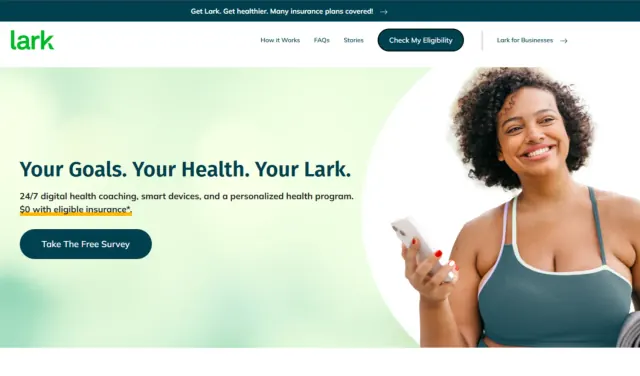 Get Lark. Get healthier. Many insurance plans covered! →
lark
How it Works
FAQs
Stories
Check My Eligibility
Lark for Businesses →
Your Goals. Your Health. Your Lark.
24/7 digital health coaching, smart devices, and a personalized health program.
$0 with eligible insurance*.
Take The Free Survey